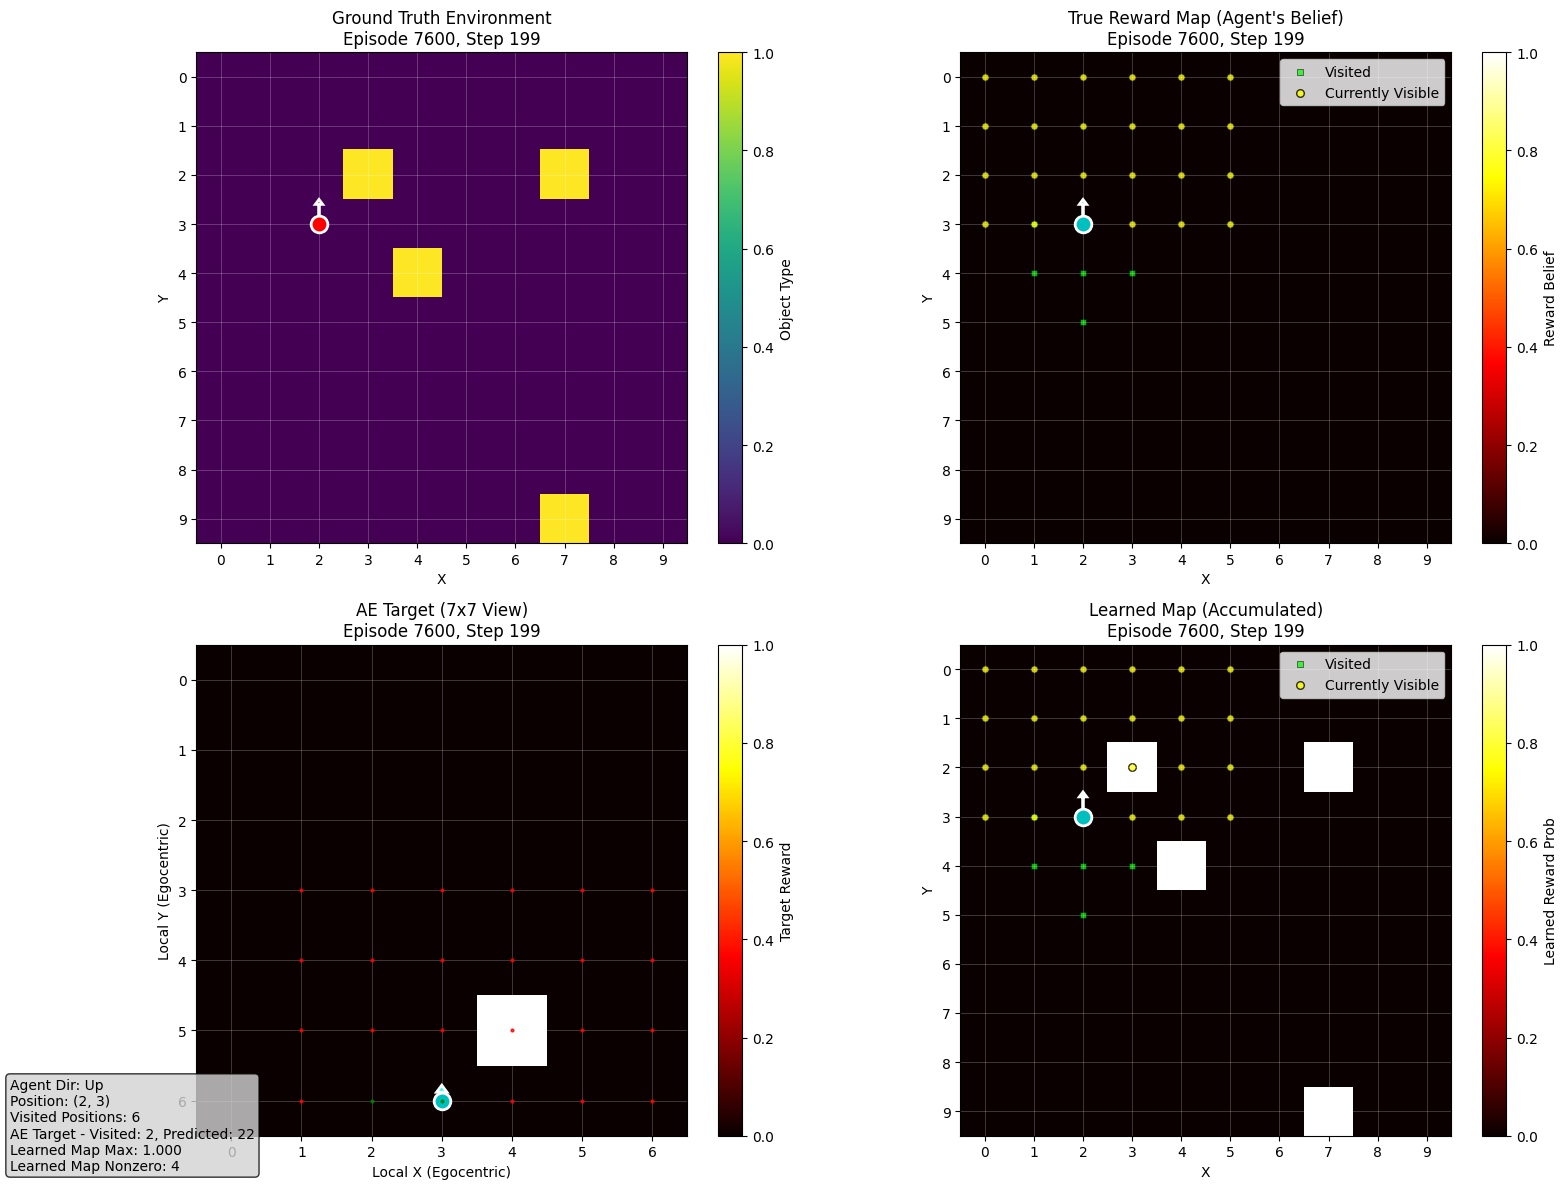 Ground Truth Environment
Episode 7600, Step 199
0
1
2
3
4
5
6
7
8
9
Y
0 1 2 3 4 5 6 7 8 9
X
1.0
0.8
0.6
0.4
0.2
0.0
Object Type
True Reward Map (Agent's Belief)
Episode 7600, Step 199
Visited
Currently Visible
0
1
2
3
4
5
6
7
8
9
Y
0 1 2 3 4 5 6 7 8 9
X
1.0
0.8
0.6
0.4
0.2
0.0
Reward Belief
AE Target (7x7 View)
Episode 7600, Step 199
0
1
2
3
4
5
6
Local Y (Egocentric)
0 1 2 3 4 5 6
Local X (Egocentric)
1.0
0.8
0.6
0.4
0.2
0.0
Target Reward
Agent Dir: Up
Position: (2, 3)
Visited Positions: 6
AE Target - Visited: 2, Predicted: 22
Learned Map Max: 1.000
Learned Map Nonzero: 4
Learned Map (Accumulated)
Episode 7600, Step 199
Visited
Currently Visible
0
1
2
3
4
5
6
7
8
9
Y
0 1 2 3 4 5 6 7 8 9
X
1.0
0.8
0.6
0.4
0.2
0.0
Learned Reward Prob